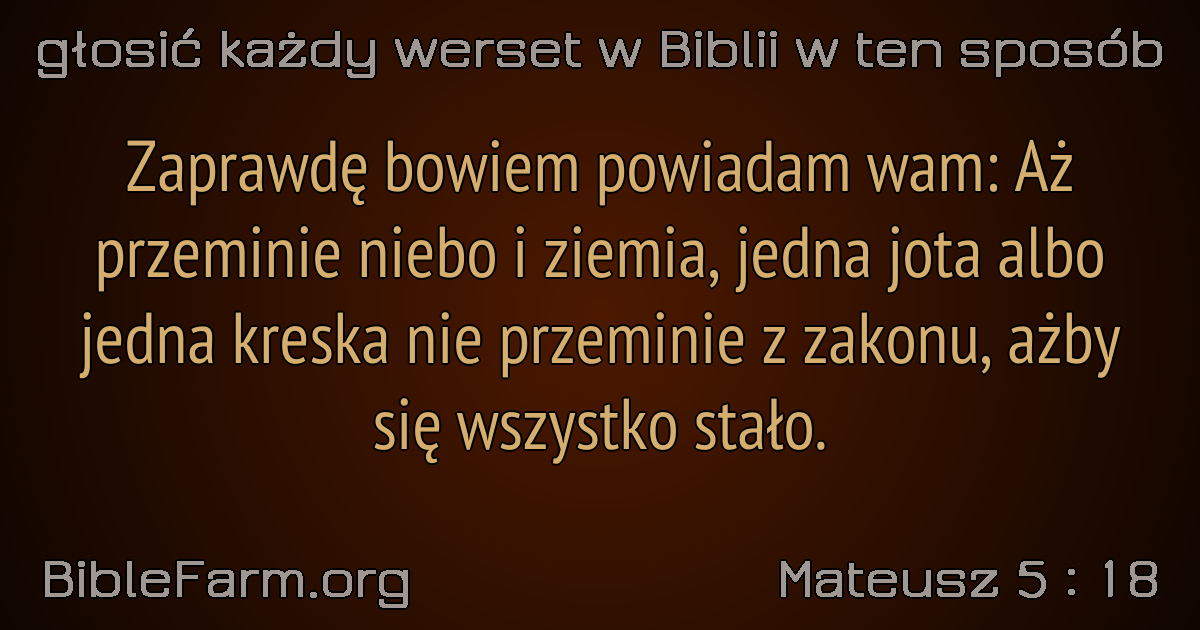 głosić każdy werset w Biblii w ten sposób
Zaprawdę bowiem powiadam wam: Aż
przeminie niebo i ziemia, jedna jota albo
jedna kreska nie przeminie z zakonu, ażby
się wszystko stało.
BibleFarm.org
Mateusz 5 : 18